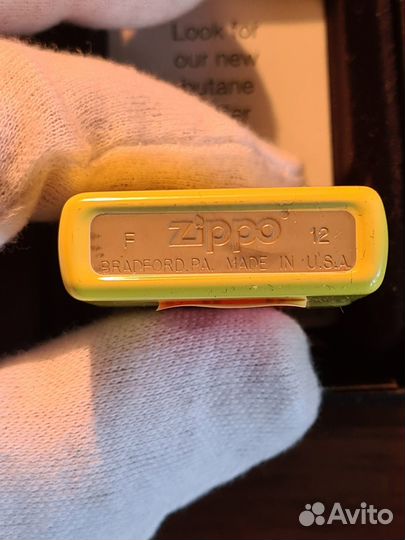 Look for
our new
butane
F zippo 12
BRADFORD, PA. MADE IN U.S.A
Avito